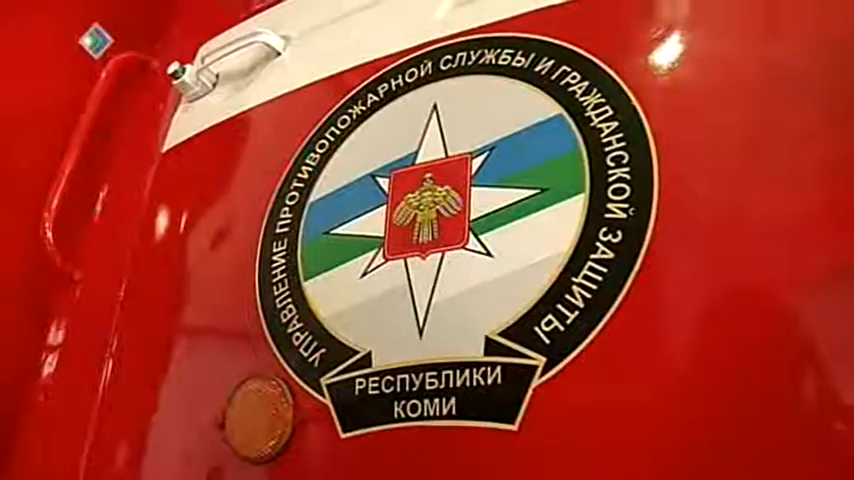 УПРАВЛЕНИЕ ПРОТИВОПОЖАРНОЙ СЛУЖБЫ И ГРАЖДАНСКОЙ ЗАЩИТЫ
РЕСПУБЛИКИ
КОМИ